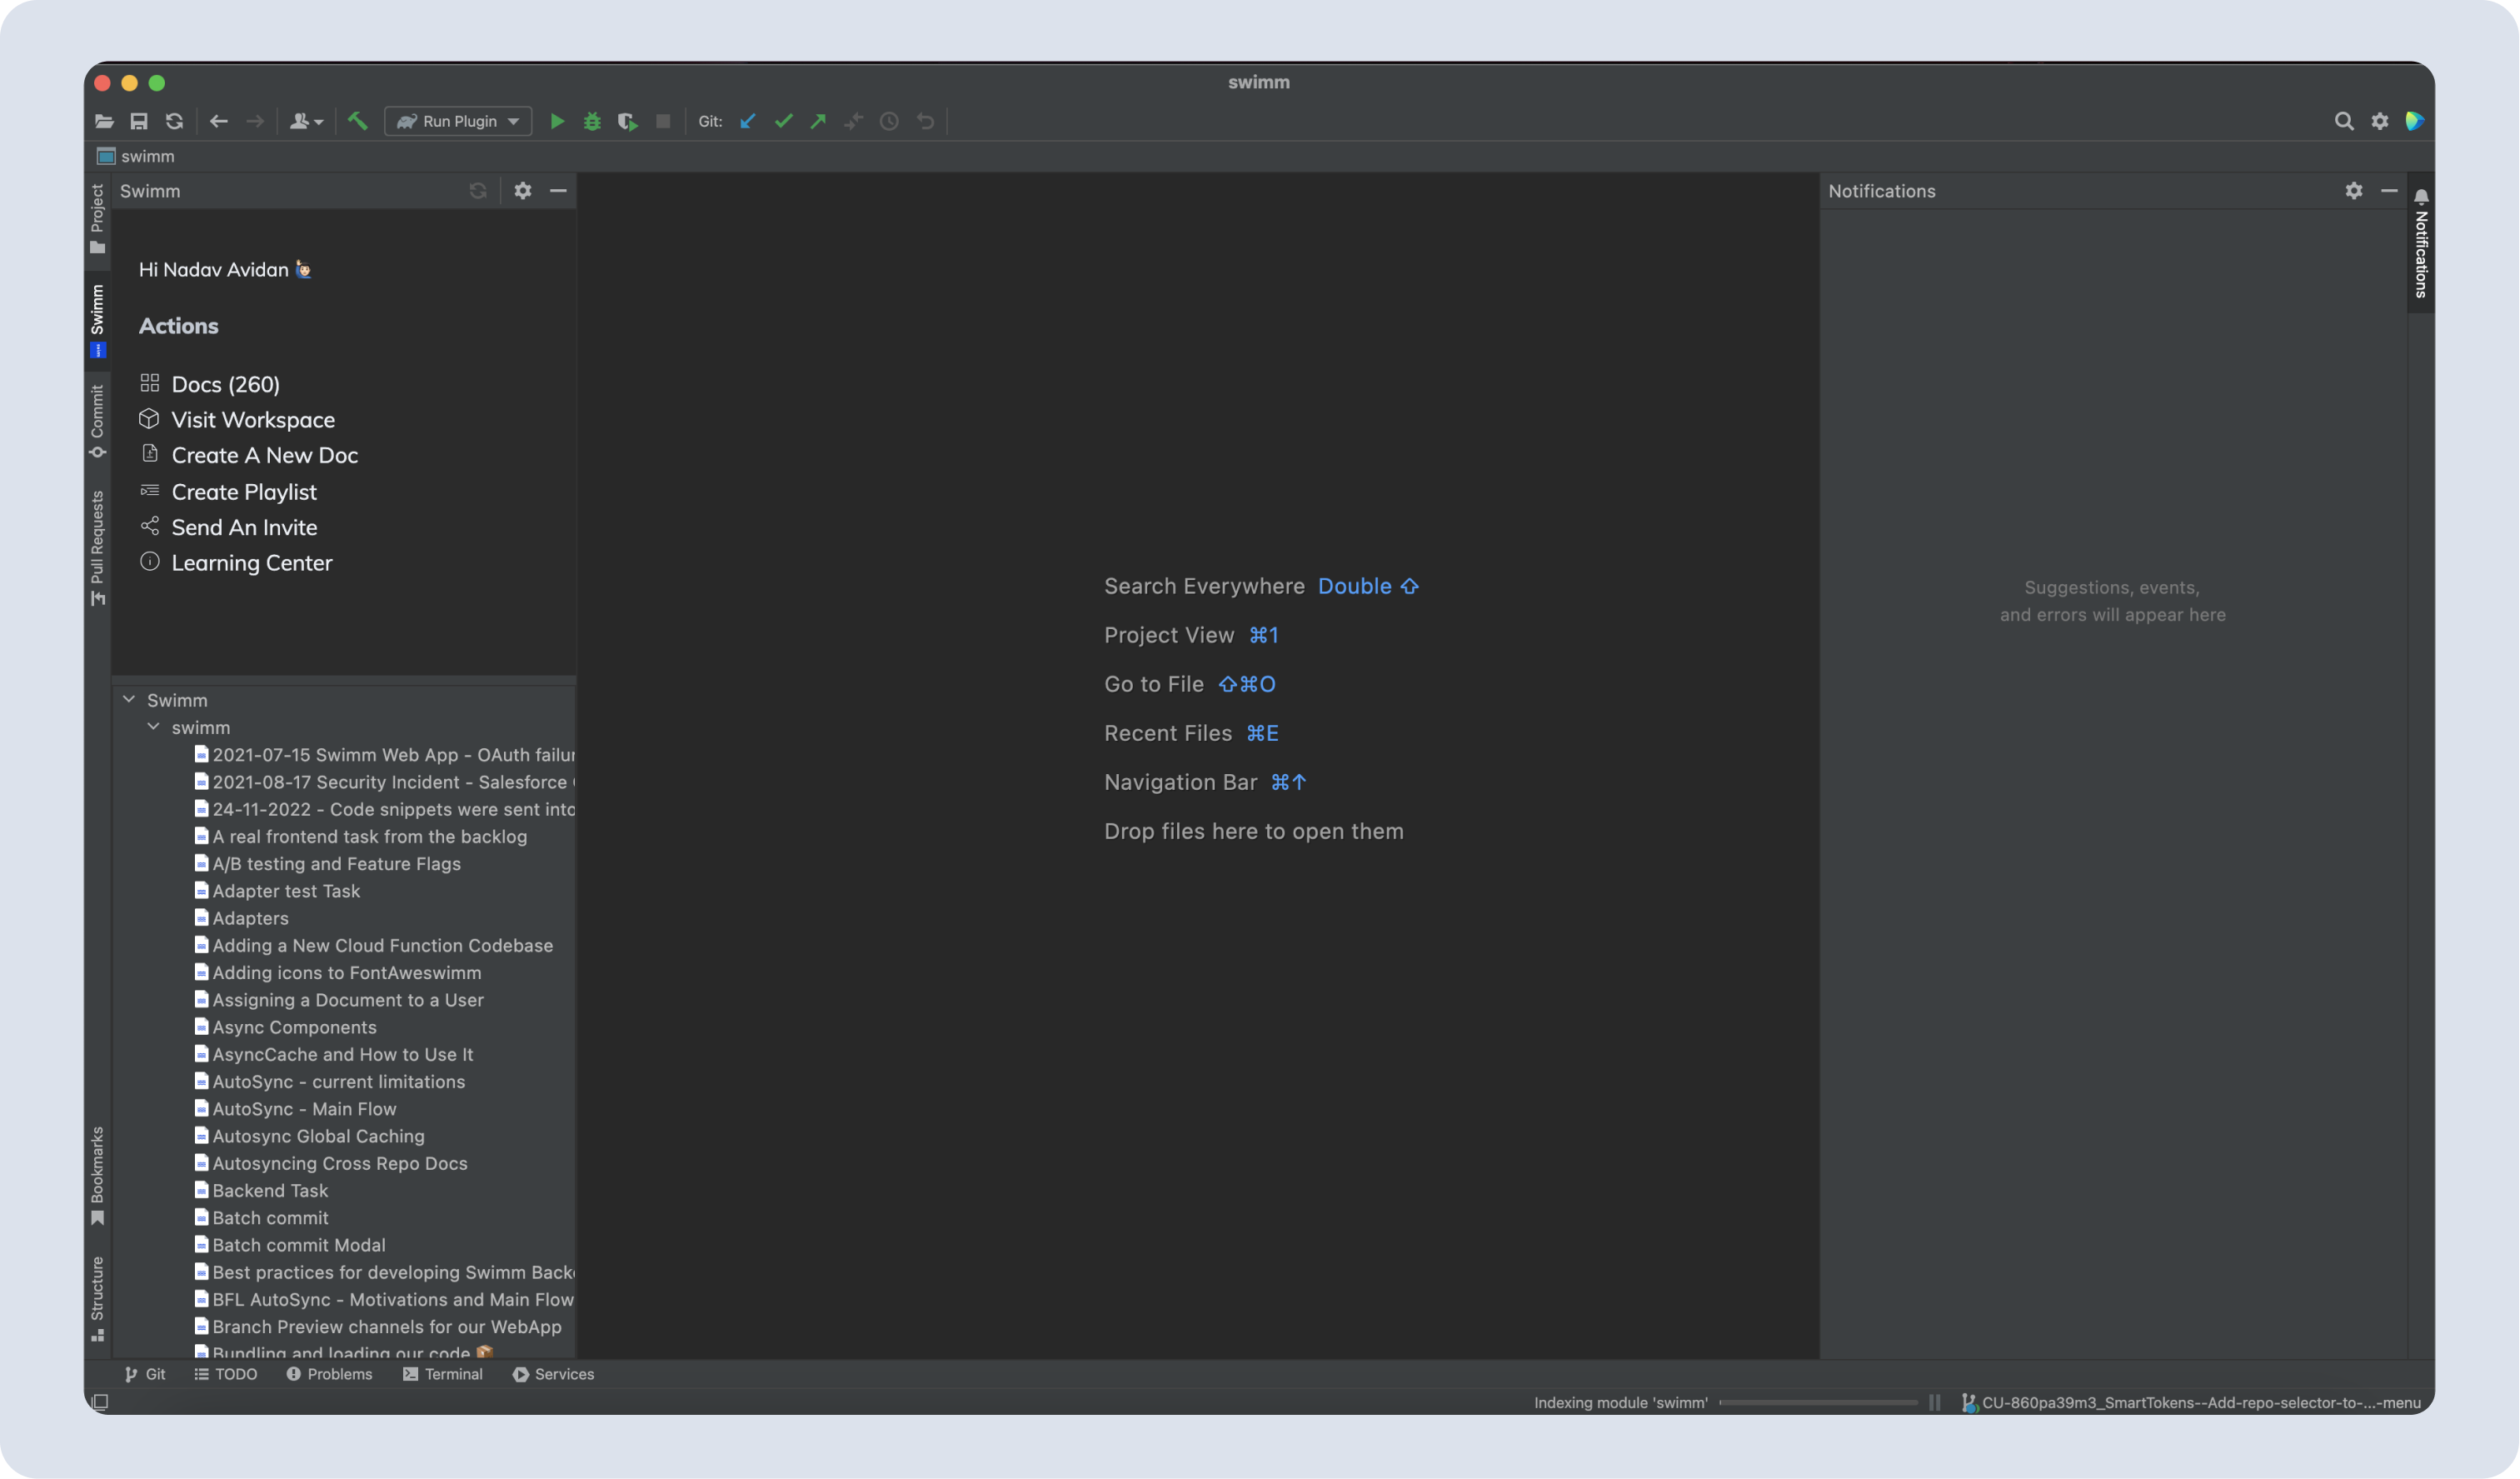 swimm
Run Plugin
Git:
swimm
Project
Swimm
Commit
Pull Requests
Bookmarks
Structure
Swimm
Hi Nadav Avidan
Actions
Docs (260)
Visit Workspace
Create A New Doc
Create Playlist
Send An Invite
Learning Center
Swimm
swimm
2021-07-15 Swimm Web App - OAuth failur
2021-08-17 Security Incident - Salesforce
24-11-2022 - Code snippets were sent into
A real frontend task from the backlog
A/B testing and Feature Flags
Adapter test Task
Adapters
Adding a New Cloud Function Codebase
Adding icons to FontAweswimm
Assigning a Document to a User
Async Components
AsyncCache and How to Use It
AutoSync - current limitations
AutoSync - Main Flow
Autosync Global Caching
Autosyncing Cross Repo Docs
Backend Task
Batch commit
Batch commit Modal
Best practices for developing Swimm Back
BFL AutoSync - Motivations and Main Flow
Branch Preview channels for our WebApp
Bundling and loading our code
Search Everywhere Double ⇧
Project View ⌘1
Go to File ⇧⌘O
Recent Files ⌘E
Navigation Bar ⌘↑
Drop files here to open them
Notifications
Suggestions, events,
and errors will appear here
Notifications
Git
TODO
Problems
Terminal
Services
Indexing module 'swimm'
CU-860pa39m3_SmartTokens--Add-repo-selector-to-...-menu